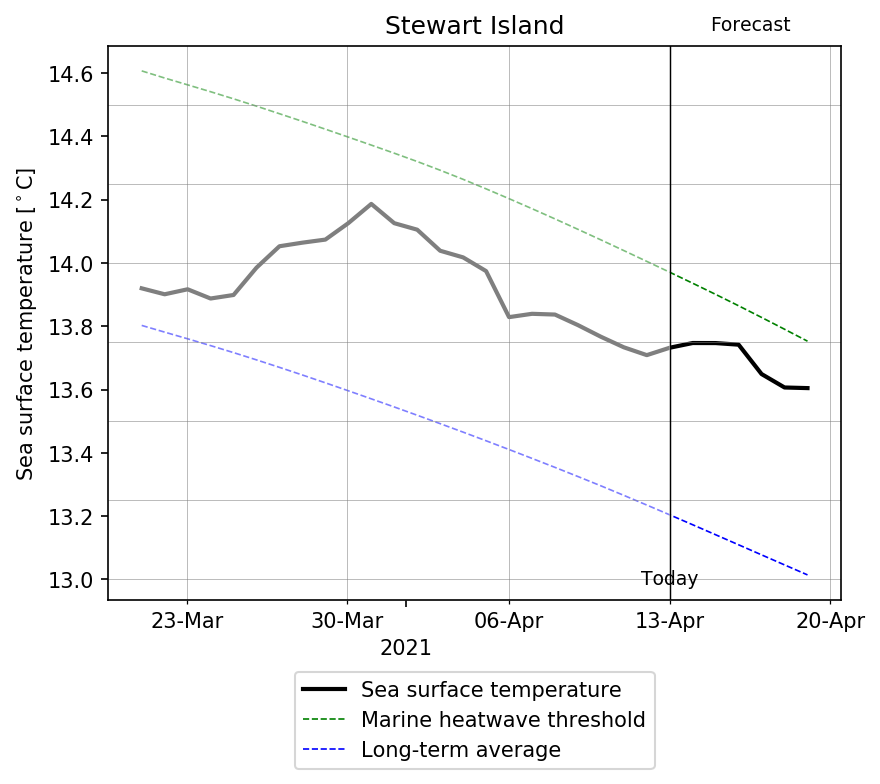 Stewart Island
Forecast
Sea surface temperature [°C]
14.6
14.4
14.2
14.0
13.8
13.6
13.4
13.2
13.0
Today
23-Mar
30-Mar
06-Apr
13-Apr
20-Apr
2021
Sea surface temperature
Marine heatwave threshold
Long-term average